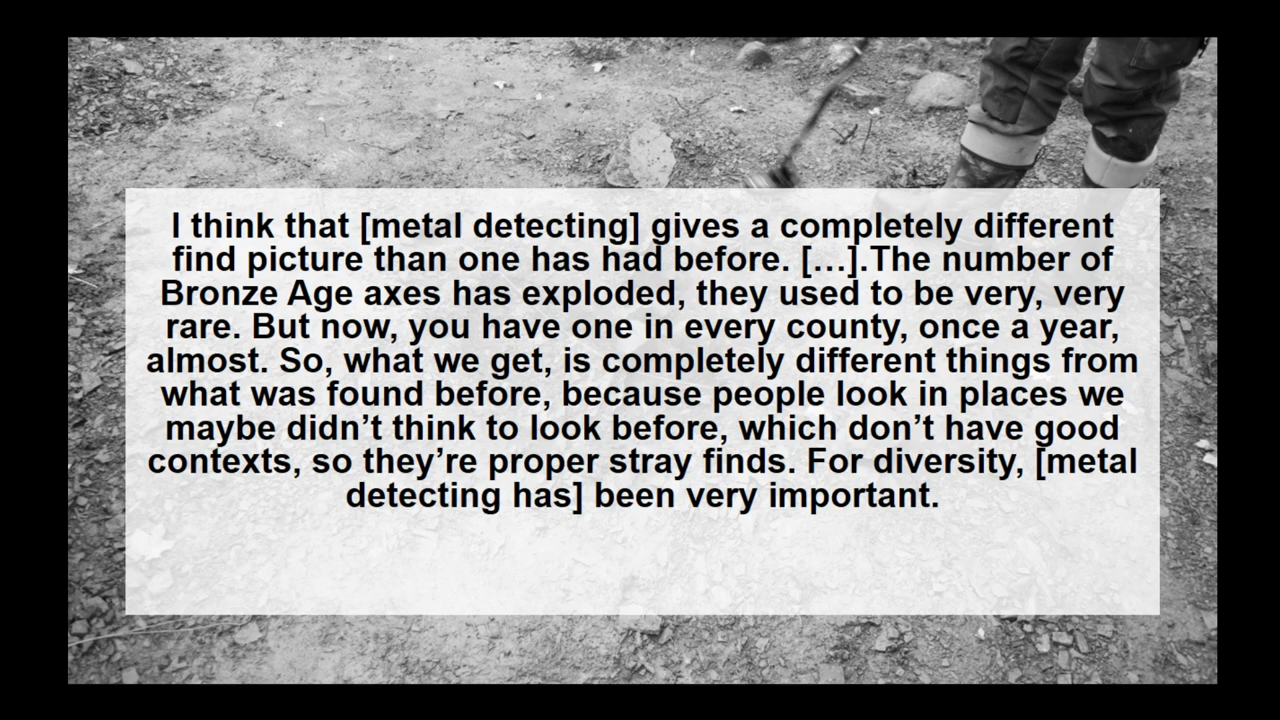 I think that [metal detecting] gives a completely different
find picture than one has had before. […].The number of
Bronze Age axes has exploded, they used to be very, very
rare. But now, you have one in every county, once a year,
almost. So, what we get, is completely different things from
what was found before, because people look in places we
maybe didn’t think to look before, which don’t have good
contexts, so they’re proper stray finds. For diversity, [metal
detecting has] been very important.